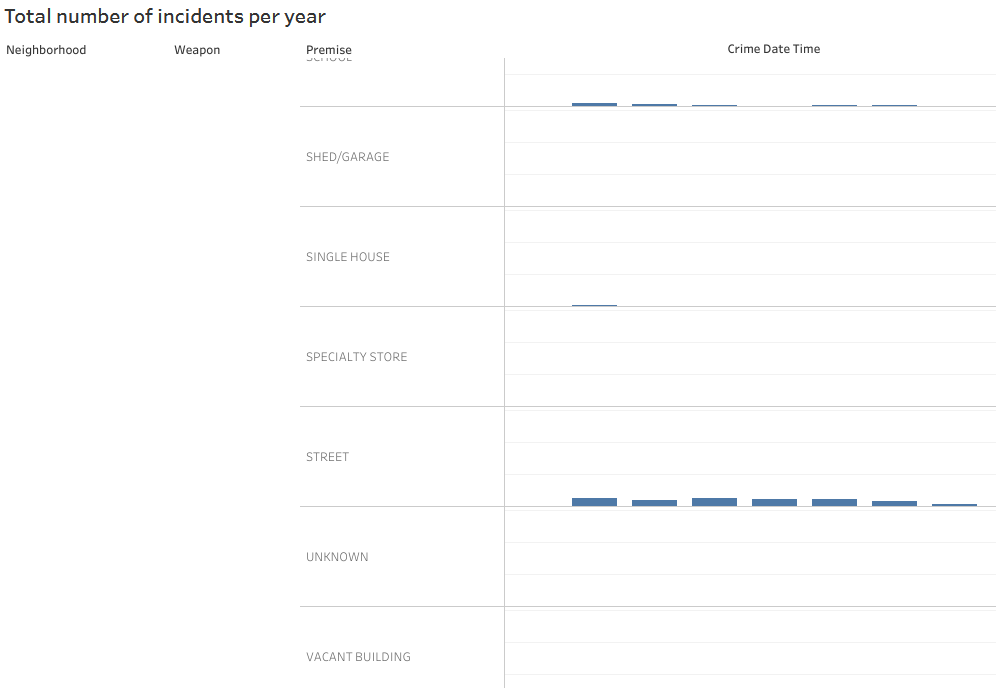 Total number of incidents per year
Neighborhood Weapon Premise Crime Date Time
SCHOOL
SHED/GARAGE
SINGLE HOUSE
SPECIALTY STORE
STREET
UNKNOWN
VACANT BUILDING